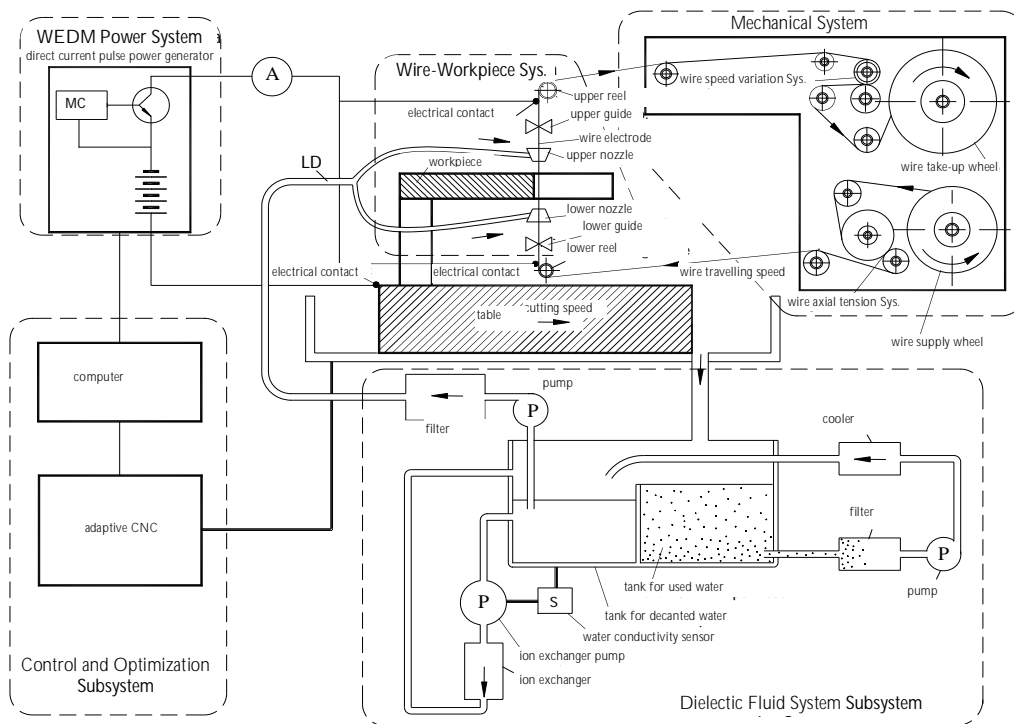 WEDM Power System
direct current pulse power generator
MC
A
Wire-Workpiece Sys.
electrical contact
upper reel
upper guide
wire electrode
upper nozzle
workpiece
LD
lower nozzle
lower guide
lower reel
electrical contact
electrical contact
table
cutting speed
Mechanical System
wire speed variation Sys.
wire take-up wheel
wire travelling speed
wire axial tension Sys.
wire supply wheel
computer
adaptive CNC
Control and Optimization
Subsystem
pump
P
filter
cooler
filter
P
pump
tank for used water
tank for decanted water
S
water conductivity sensor
P
ion exchanger pump
ion exchanger
Dielectic Fluid System Subsystem